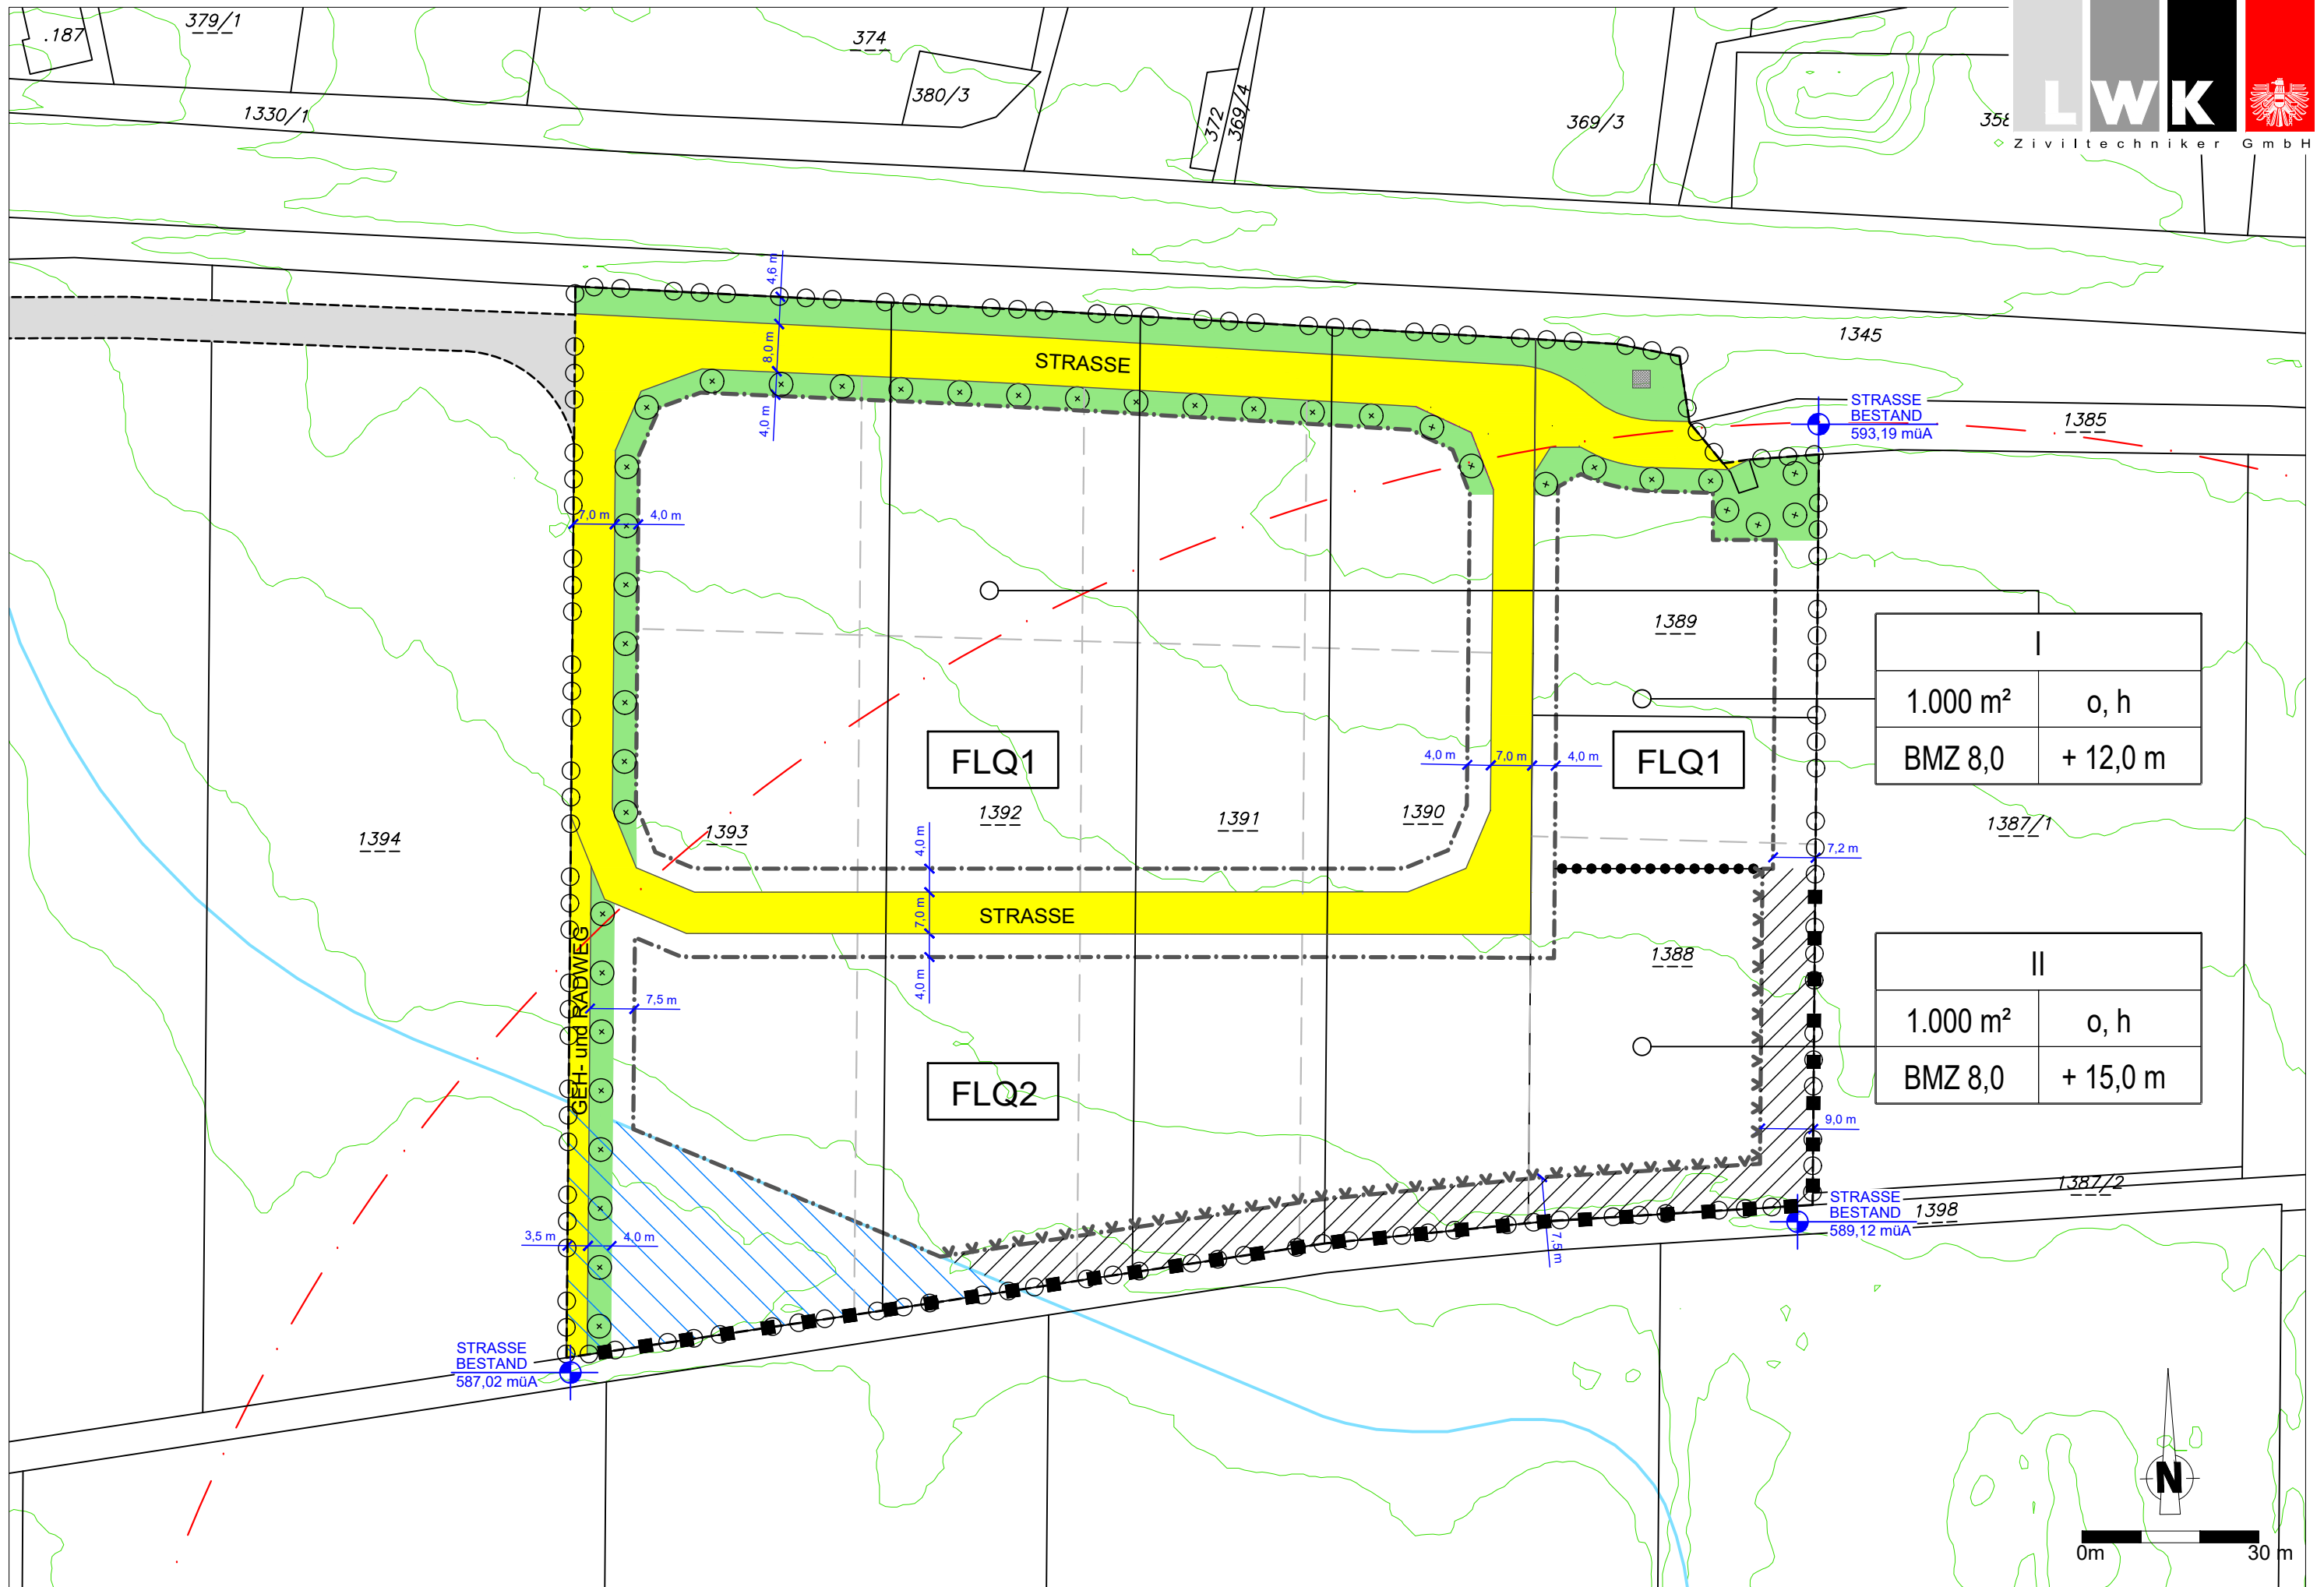 .187
379/1
374
380/3
372
369/4
369/3
358
LWK
Ziviltechniker GmbH
1330/1
4,6 m
8,0 m
4,0 m
STRASSE
1345
STRASSE
BESTAND
593,19 müA
1385
7,0 m
4,0 m
1389
I
1.000 m²
o, h
BMZ 8,0
+ 12,0 m
FLQ1
FLQ1
4,0 m
7,0 m
4,0 m
1394
1393
1392
1391
1390
1387/1
4,0 m
7,2 m
7,0 m
STRASSE
4,0 m
1388
GEH- und RADWEG
7,5 m
II
1.000 m²
o, h
BMZ 8,0
+ 15,0 m
FLQ2
9,0 m
1387/2
STRASSE
BESTAND
589,12 müA
1398
3,5 m
4,0 m
7,5 m
STRASSE
BESTAND
587,02 müA
N
0m
30 m